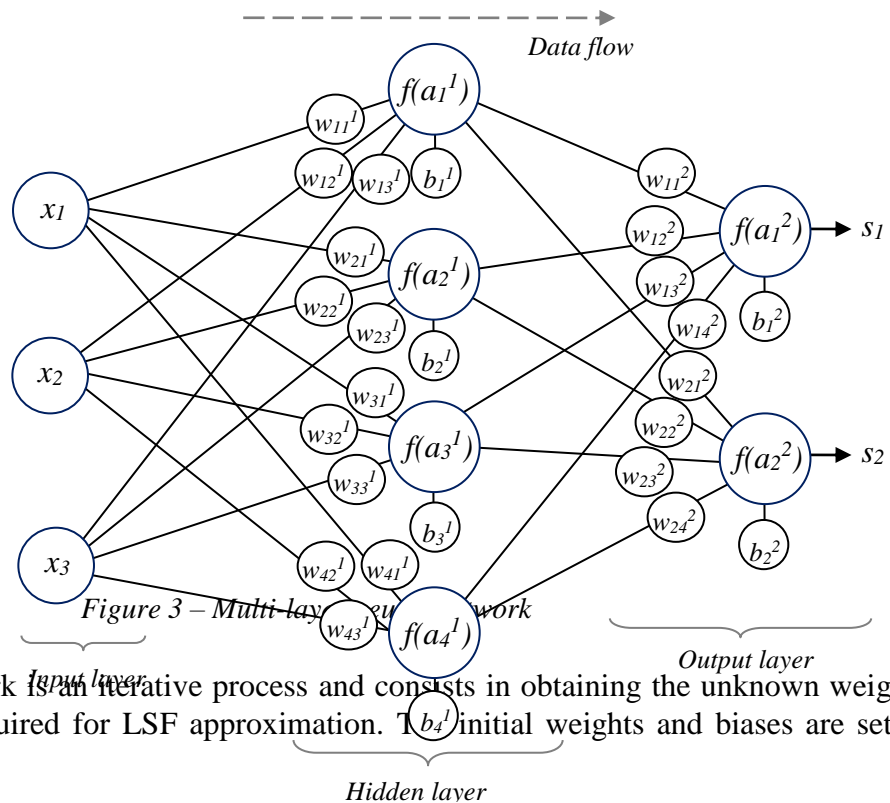 Data flow
f(a₁¹)
w₁₁¹
w₁₂¹ w₁₃¹ b₁¹ w₁₁²
x₁
f(a₁²) s₁
w₁₂²
w₂₁¹
f(a₂¹)
w₁₃²
w₂₂¹
b₁²
w₂₃¹ w₁₄²
b₂¹
x₂
w₂₁²
w₃₁¹
w₂₂²
w₃₂¹
f(a₃¹)
f(a₂²) s₂
w₃₃¹ w₂₃²
w₂₄²
b₃¹
b₂²
x₃
w₄₂¹ w₄₁¹
Figure 3 – Multi-lay eu work
w₄₃¹
f(a₄¹)
Output layer
Input layer
k is an iterative process and consists in obtaining the unknown weig
uired for LSF approximation. T initial weights and biases are set
b₄¹
Hidden layer